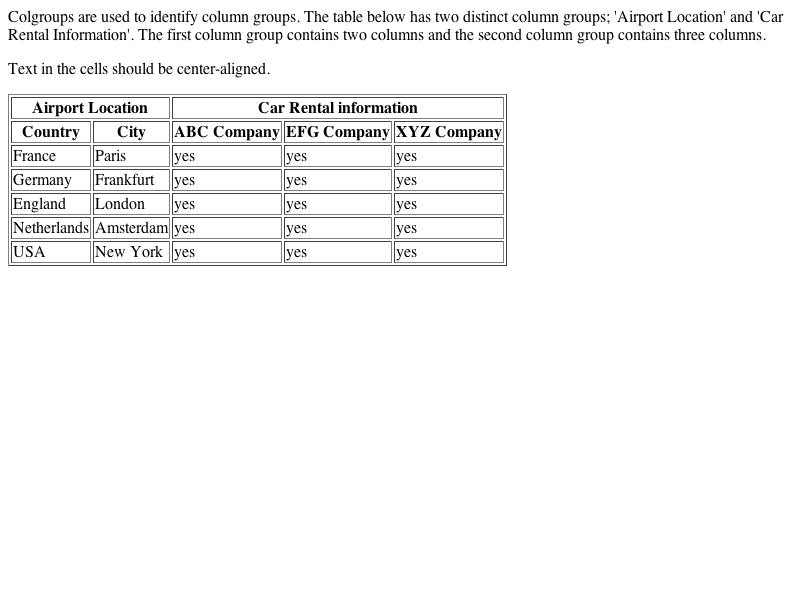 Colgroups are used to identify column groups. The table below has two distinct column groups; 'Airport Location' and 'Car
Rental Information'. The first column group contains two columns and the second column group contains three columns.
Text in the cells should be center-aligned.
Airport Location Car Rental information
Country City ABC Company EFG Company XYZ Company
France Paris yes yes yes
Germany Frankfurt yes yes yes
England London yes yes yes
Netherlands Amsterdam yes yes yes
USA New York yes yes yes